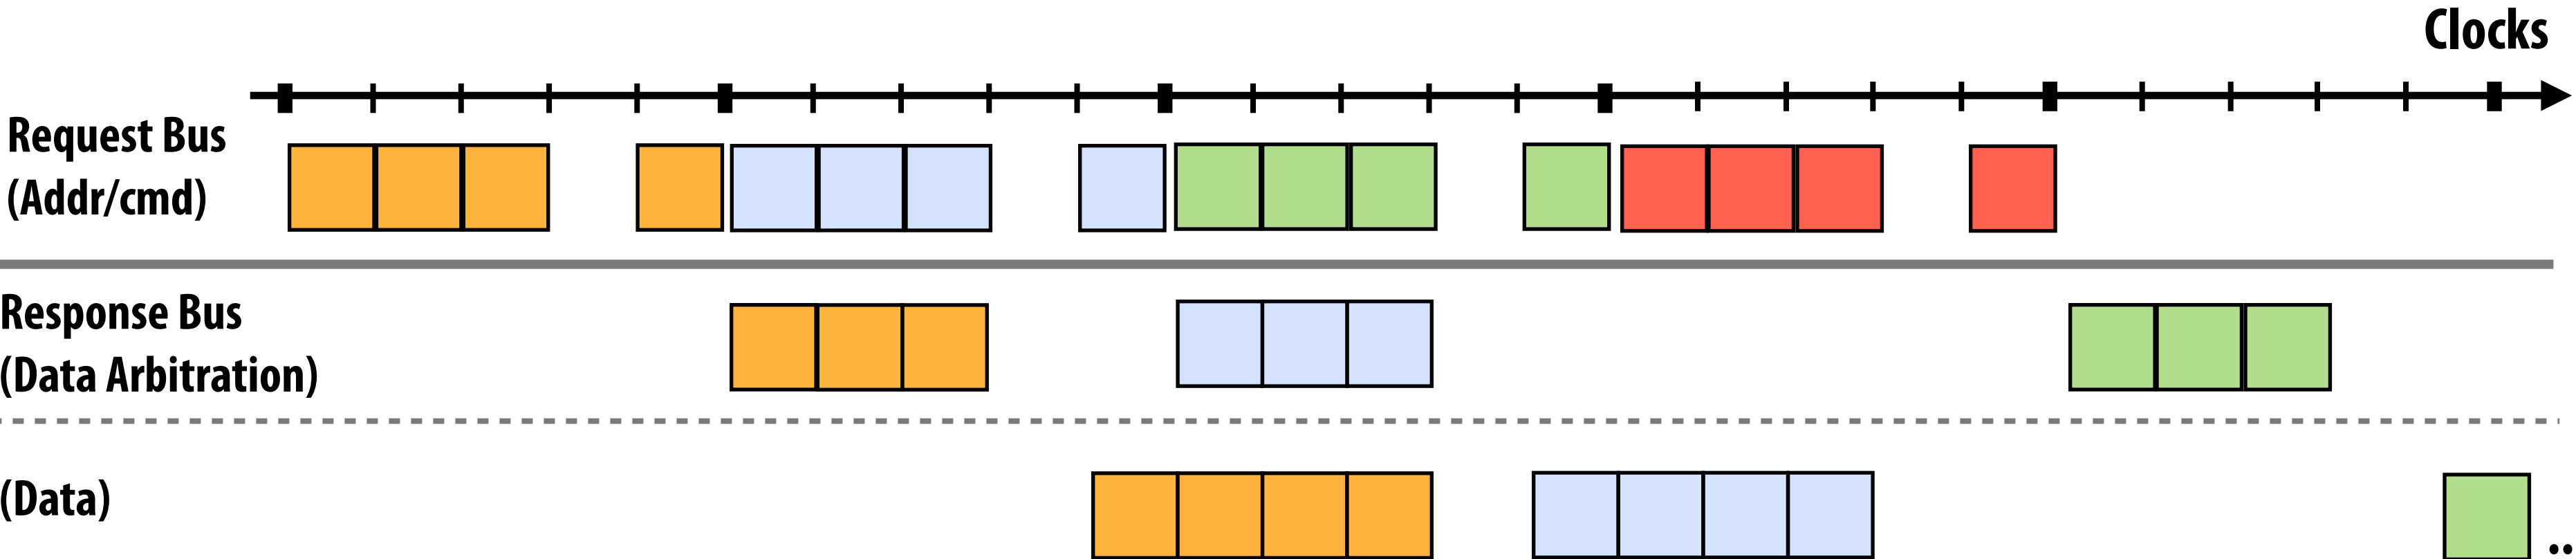 Clocks
Request Bus
(Addr/cmd)
Response Bus
(Data Arbitration)
(Data)
..